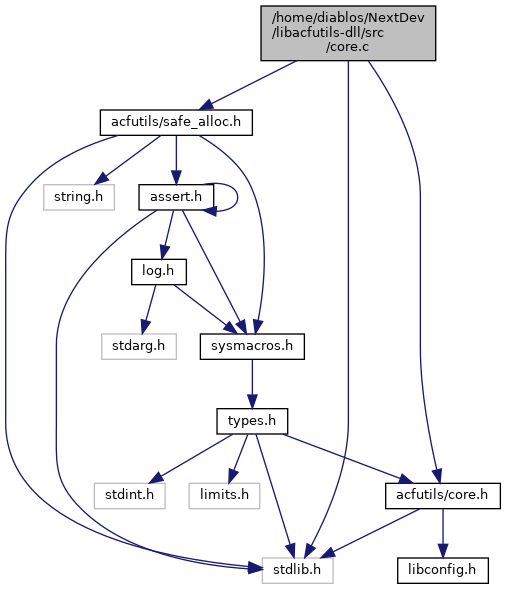 /home/diablos/NextDev
/libacfutils-dll/src
/core.c
acfutils/safe_alloc.h
string.h
assert.h
log.h
stdarg.h
sysmacros.h
types.h
stdint.h
limits.h
acfutils/core.h
stdlib.h
libconfig.h